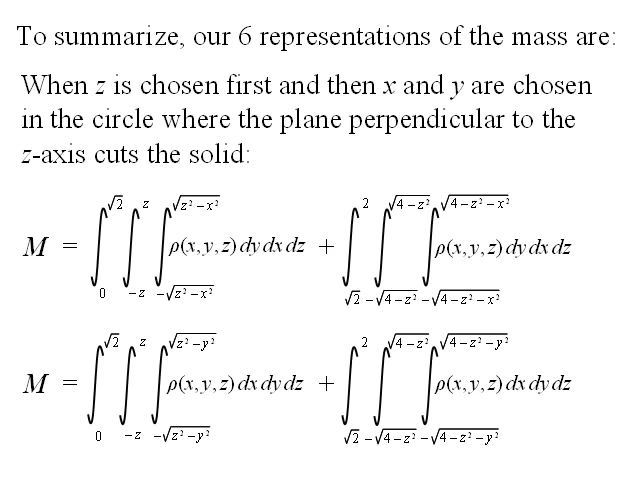 To summarize, our 6 representations of the mass are:
When z is chosen first and then x and y are chosen
in the circle where the plane perpendicular to the
z-axis cuts the solid:
M = ∫_{0}^{√2} ∫_{-z}^{z} ∫_{-√(z²-x²)}^{√(z²-x²)} ρ(x,y,z) dy dx dz + ∫_{√2}^{2} ∫_{-√(4-z²)}^{√(4-z²)} ∫_{-√(4-z²-x²)}^{√(4-z²-x²)} ρ(x,y,z) dy dx dz
M = ∫_{0}^{√2} ∫_{-z}^{z} ∫_{-√(z²-y²)}^{√(z²-y²)} ρ(x,y,z) dx dy dz + ∫_{√2}^{2} ∫_{-√(4-z²)}^{√(4-z²)} ∫_{-√(4-z²-y²)}^{√(4-z²-y²)} ρ(x,y,z) dx dy dz